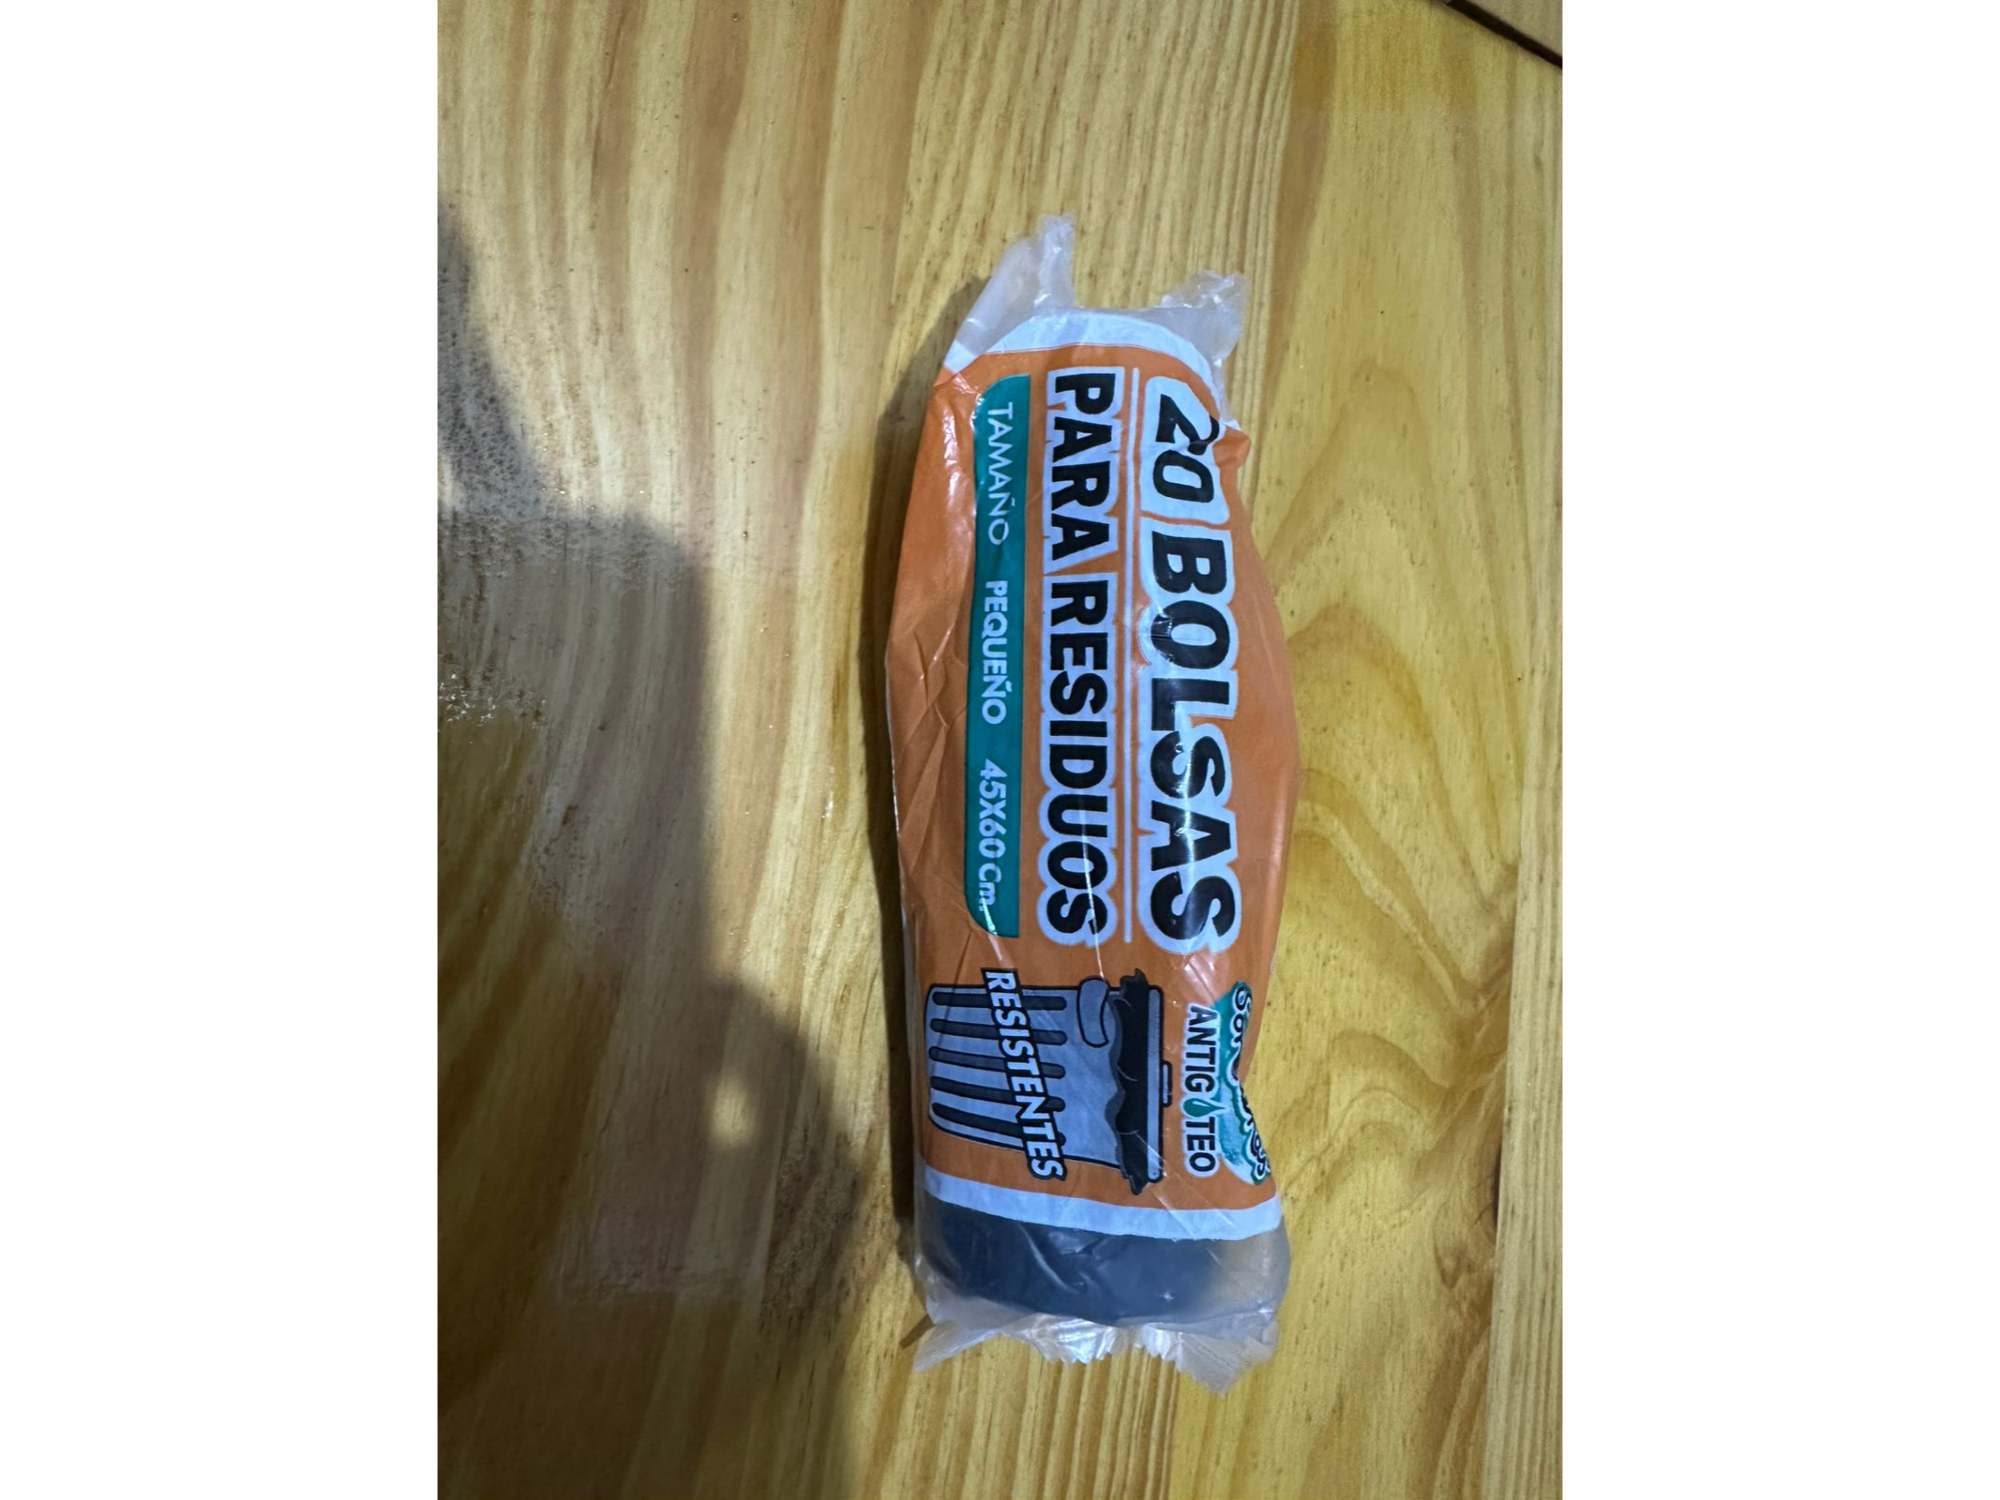 20 BOLSAS
PARA RESIDUOS
TAMAÑO PEQUEÑO 45X60 Cm.
ANTIGOTEO
RESISTENTES